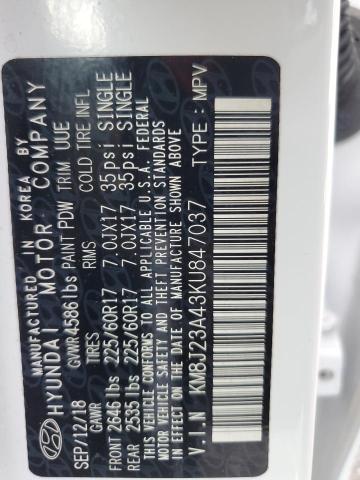 MANUFACTURED IN KOREA BY
HYUNDAI MOTOR COMPANY
SEP/12/18 GVWR 4586 lbs PAINT PDW TRIM UUE
GAWR TIRES RIMS COLD TIRE INFL
FRONT 2646 lbs 225/60R17 7.0JX17 35psi SINGLE
REAR 2535 lbs 225/60R17 7.0JX17 35psi SINGLE
THIS VEHICLE CONFORMS TO ALL APPLICABLE U.S.A. FEDERAL
MOTOR VEHICLE SAFETY, BUMPER, AND THEFT PREVENTION STANDARDS
IN EFFECT ON THE DATE OF MANUFACTURE SHOWN ABOVE.
V.I.N KM8J23A43KU847037 TYPE : MPV